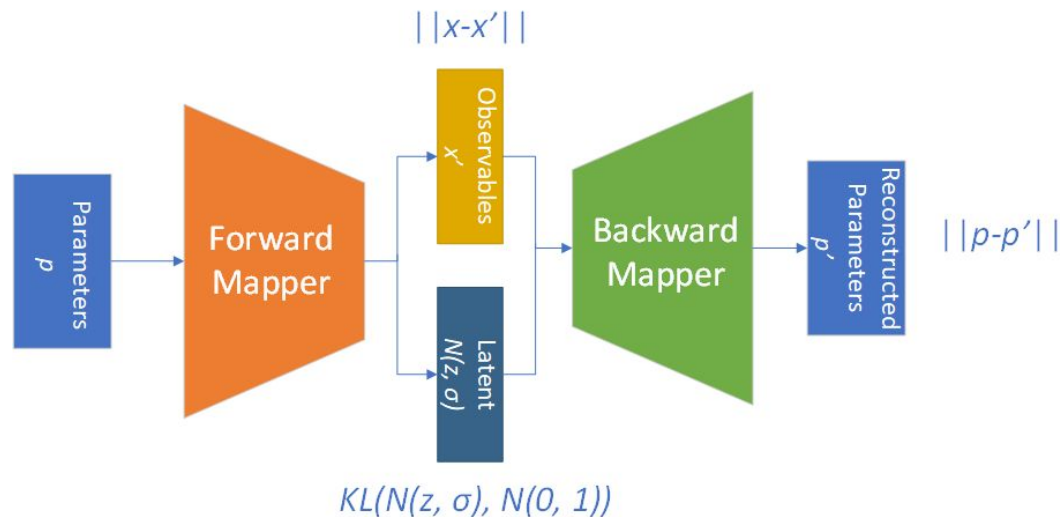 ||x-x’||
Parameters
p
Forward
Mapper
Observables
x’
Latent
N(z, σ)
Backward
Mapper
Reconstructed
Parameters
p’
||p-p’||
KL(N(z, σ), N(0, 1))